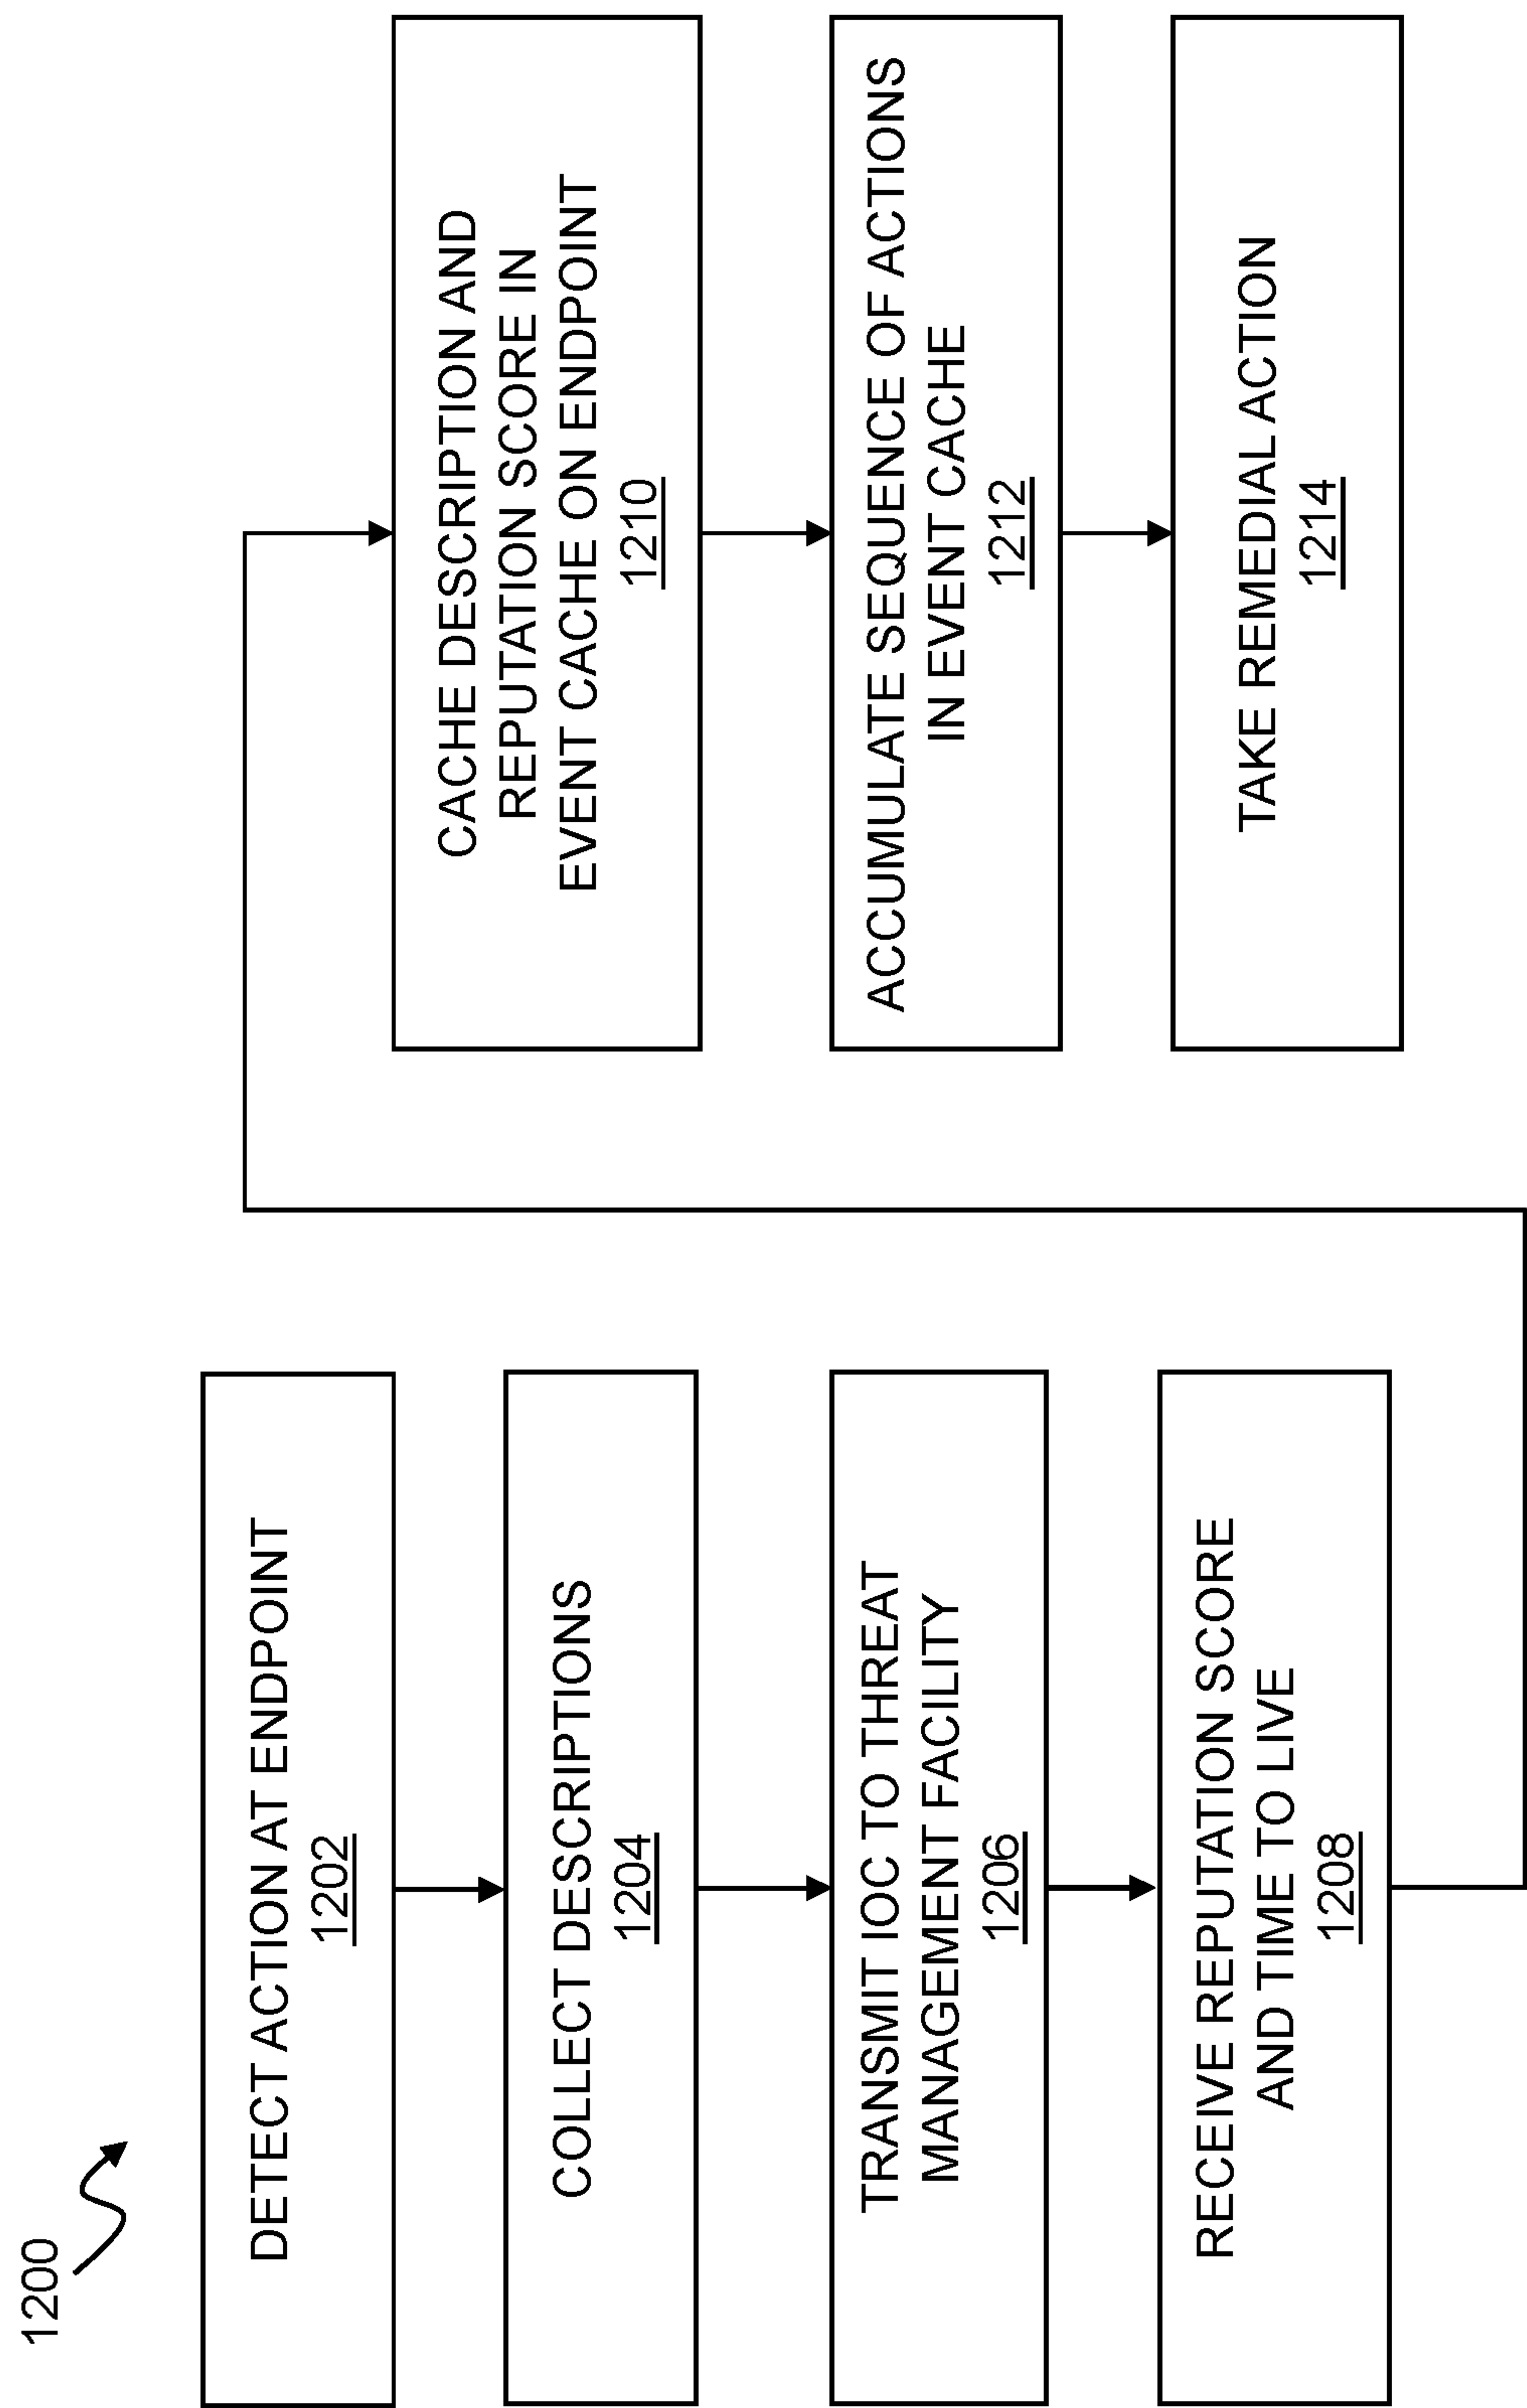 1200
DETECT ACTION AT ENDPOINT
1202
COLLECT DESCRIPTIONS
1204
TRANSMIT IOC TO THREAT
MANAGEMENT FACILITY
1206
RECEIVE REPUTATION SCORE
AND TIME TO LIVE
1208
CACHE DESCRIPTION AND
REPUTATION SCORE IN
EVENT CACHE ON ENDPOINT
1210
ACCUMULATE SEQUENCE OF ACTIONS
IN EVENT CACHE
1212
TAKE REMEDIAL ACTION
1214